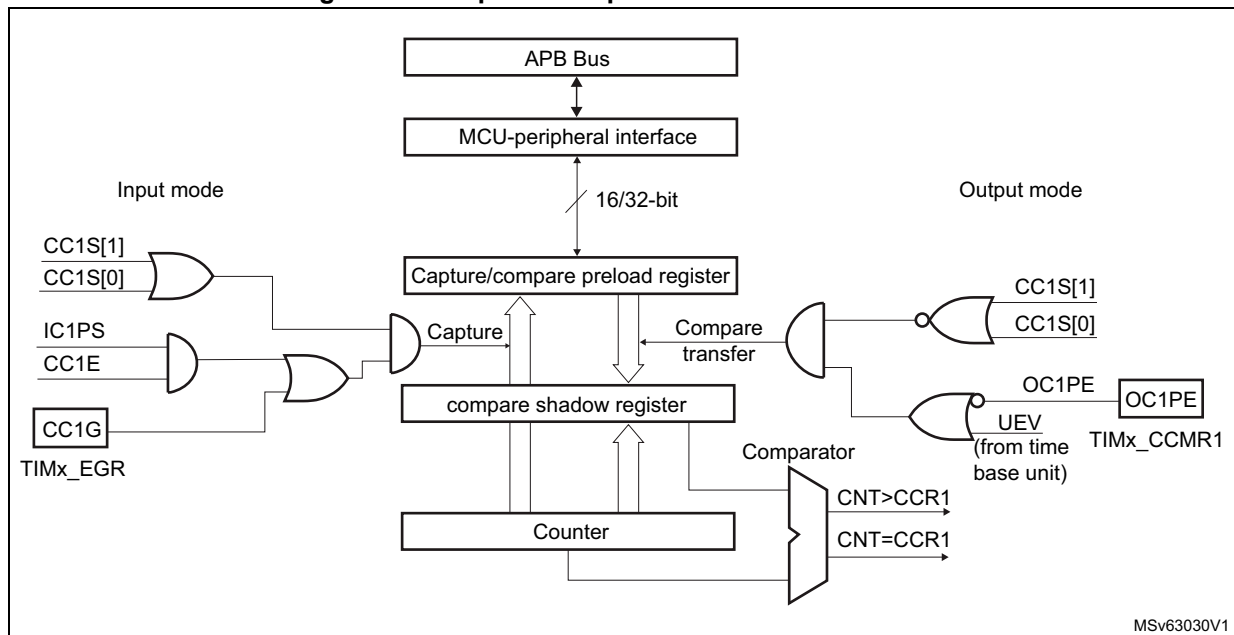 APB Bus
MCU-peripheral interface
Input mode
16/32-bit
Output mode
CC1S[1]
CC1S[0]
Capture/compare preload register
CC1S[1]
CC1S[0]
IC1PS
CC1E
Capture
Compare
transfer
CC1G
TIMx_EGR
compare shadow register
OC1PE
OC1PE
UEV
(from time
base unit)
TIMx_CCMR1
Comparator
CNT>CCR1
Counter
CNT=CCR1
MSv63030V1